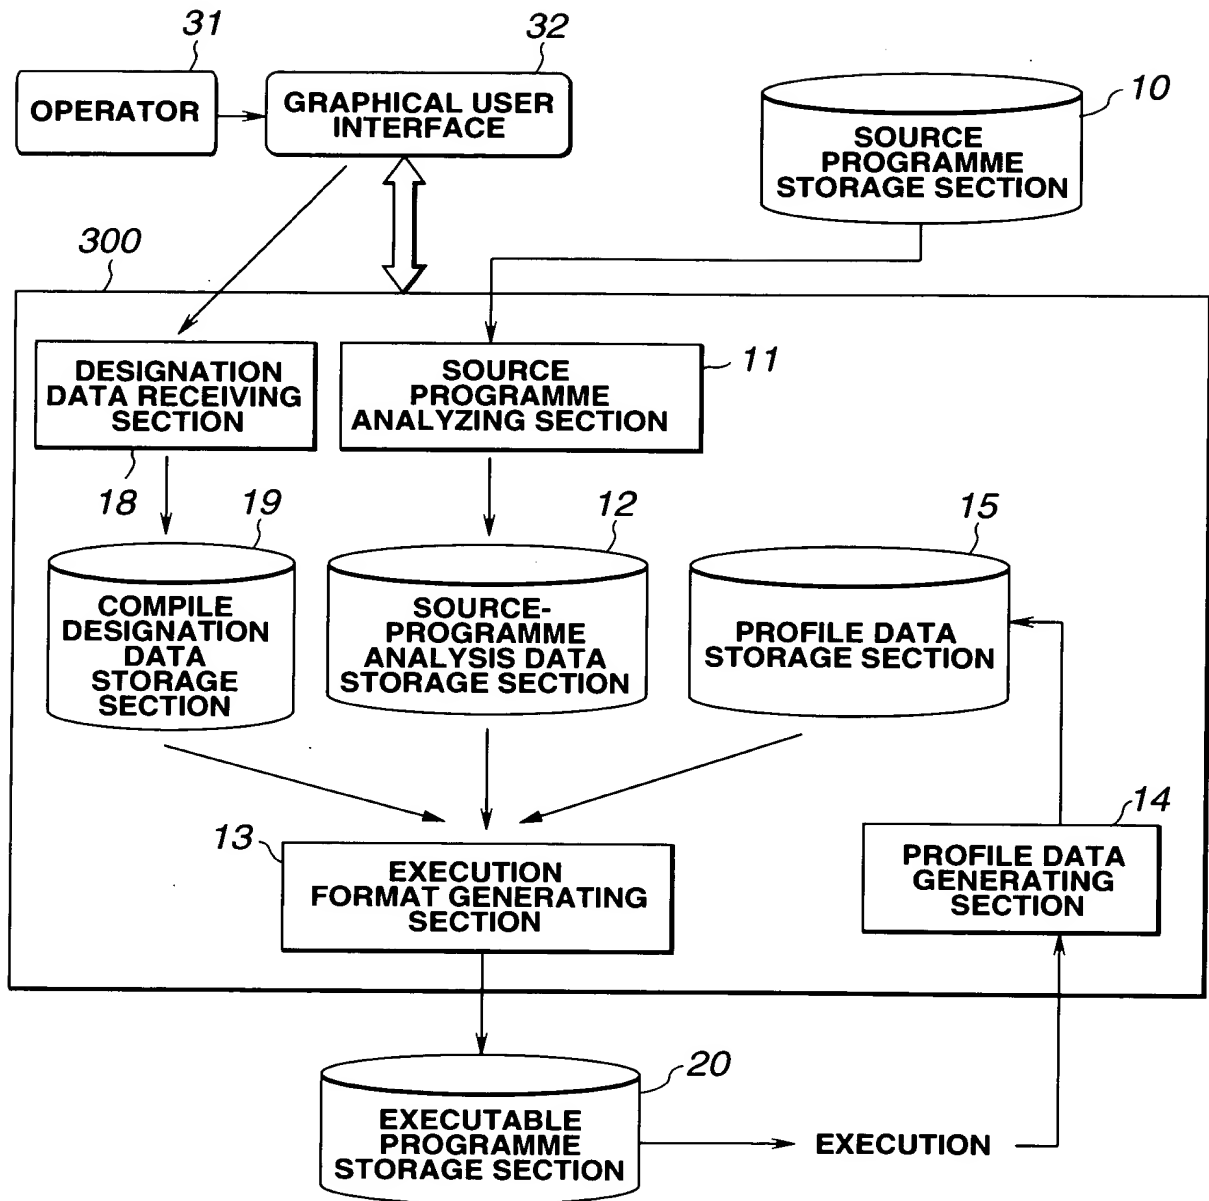 31
32
OPERATOR
GRAPHICAL USER
INTERFACE
10
SOURCE
PROGRAMME
STORAGE SECTION
300
DESIGNATION
DATA RECEIVING
SECTION
18
SOURCE
PROGRAMME
ANALYZING SECTION
11
19
COMPILE
DESIGNATION
DATA
STORAGE
SECTION
12
SOURCE-
PROGRAMME
ANALYSIS DATA
STORAGE SECTION
15
PROFILE DATA
STORAGE SECTION
13
EXECUTION
FORMAT GENERATING
SECTION
14
PROFILE DATA
GENERATING
SECTION
20
EXECUTABLE
PROGRAMME
STORAGE SECTION
EXECUTION